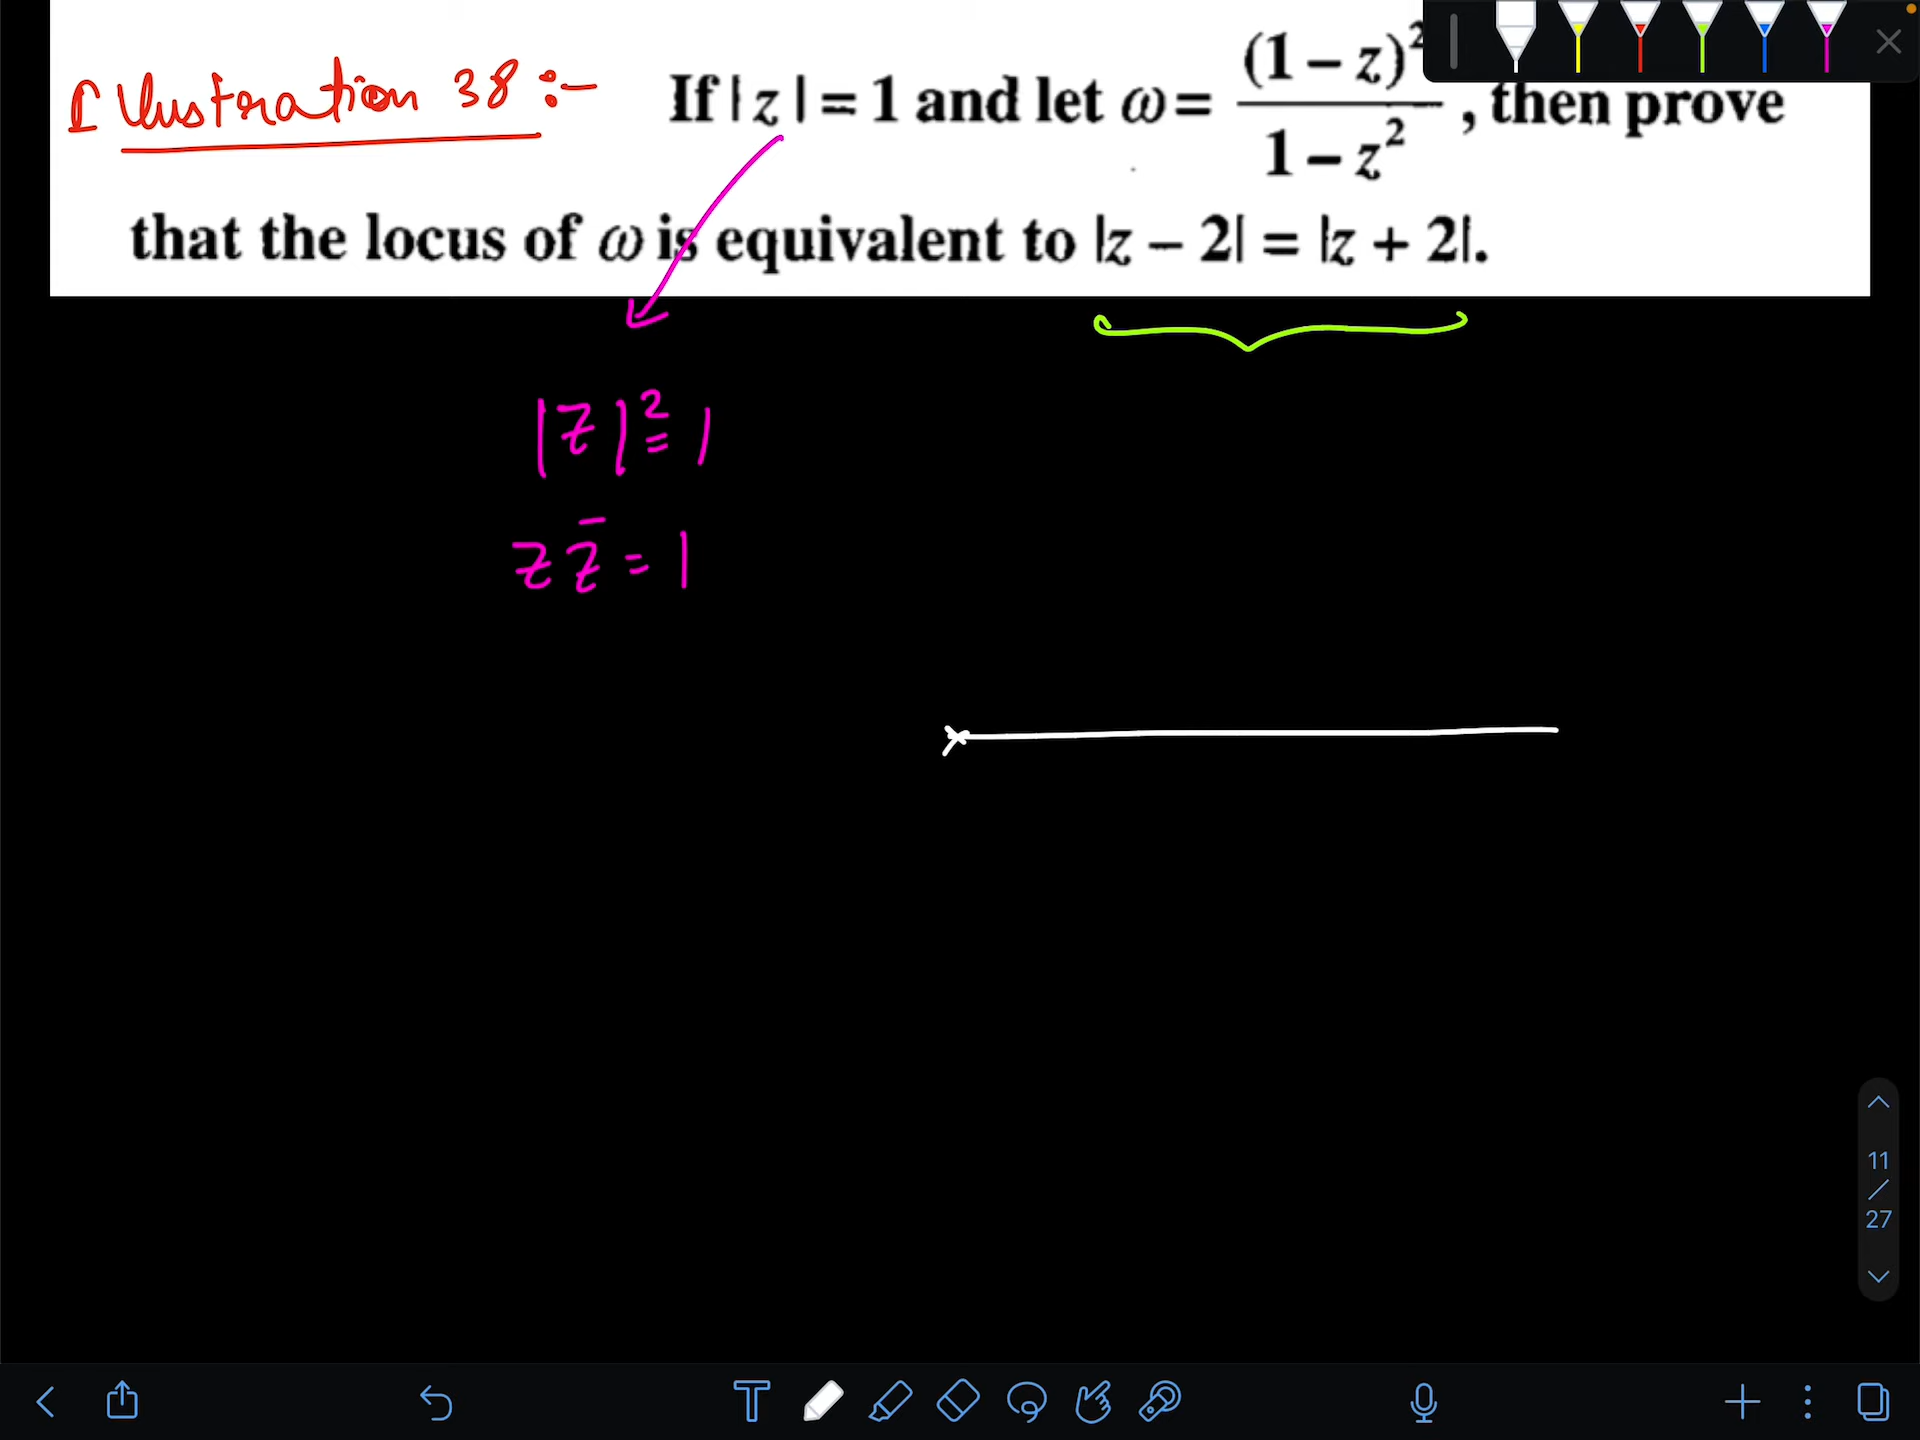 Illustration 38 :- If | z | = 1 and let ω = (1 – z)² / 1 – z² , then prove
that the locus of ω is equivalent to |z – 2| = |z + 2|.
|z|² = 1
z z̄ = 1
11
/
27
T